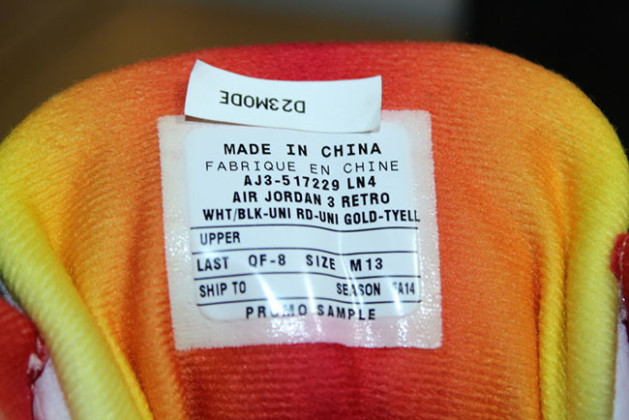 D23MODE
MADE IN CHINA
FABRIQUE EN CHINE
AJ3-517229 LN4
AIR JORDAN 3 RETRO
WHT/BLK-UNI RD-UNI GOLD-TYELL
UPPER
LAST QF-8 SIZE M13
SHIP TO SEASON FA14
PROMO SAMPLE